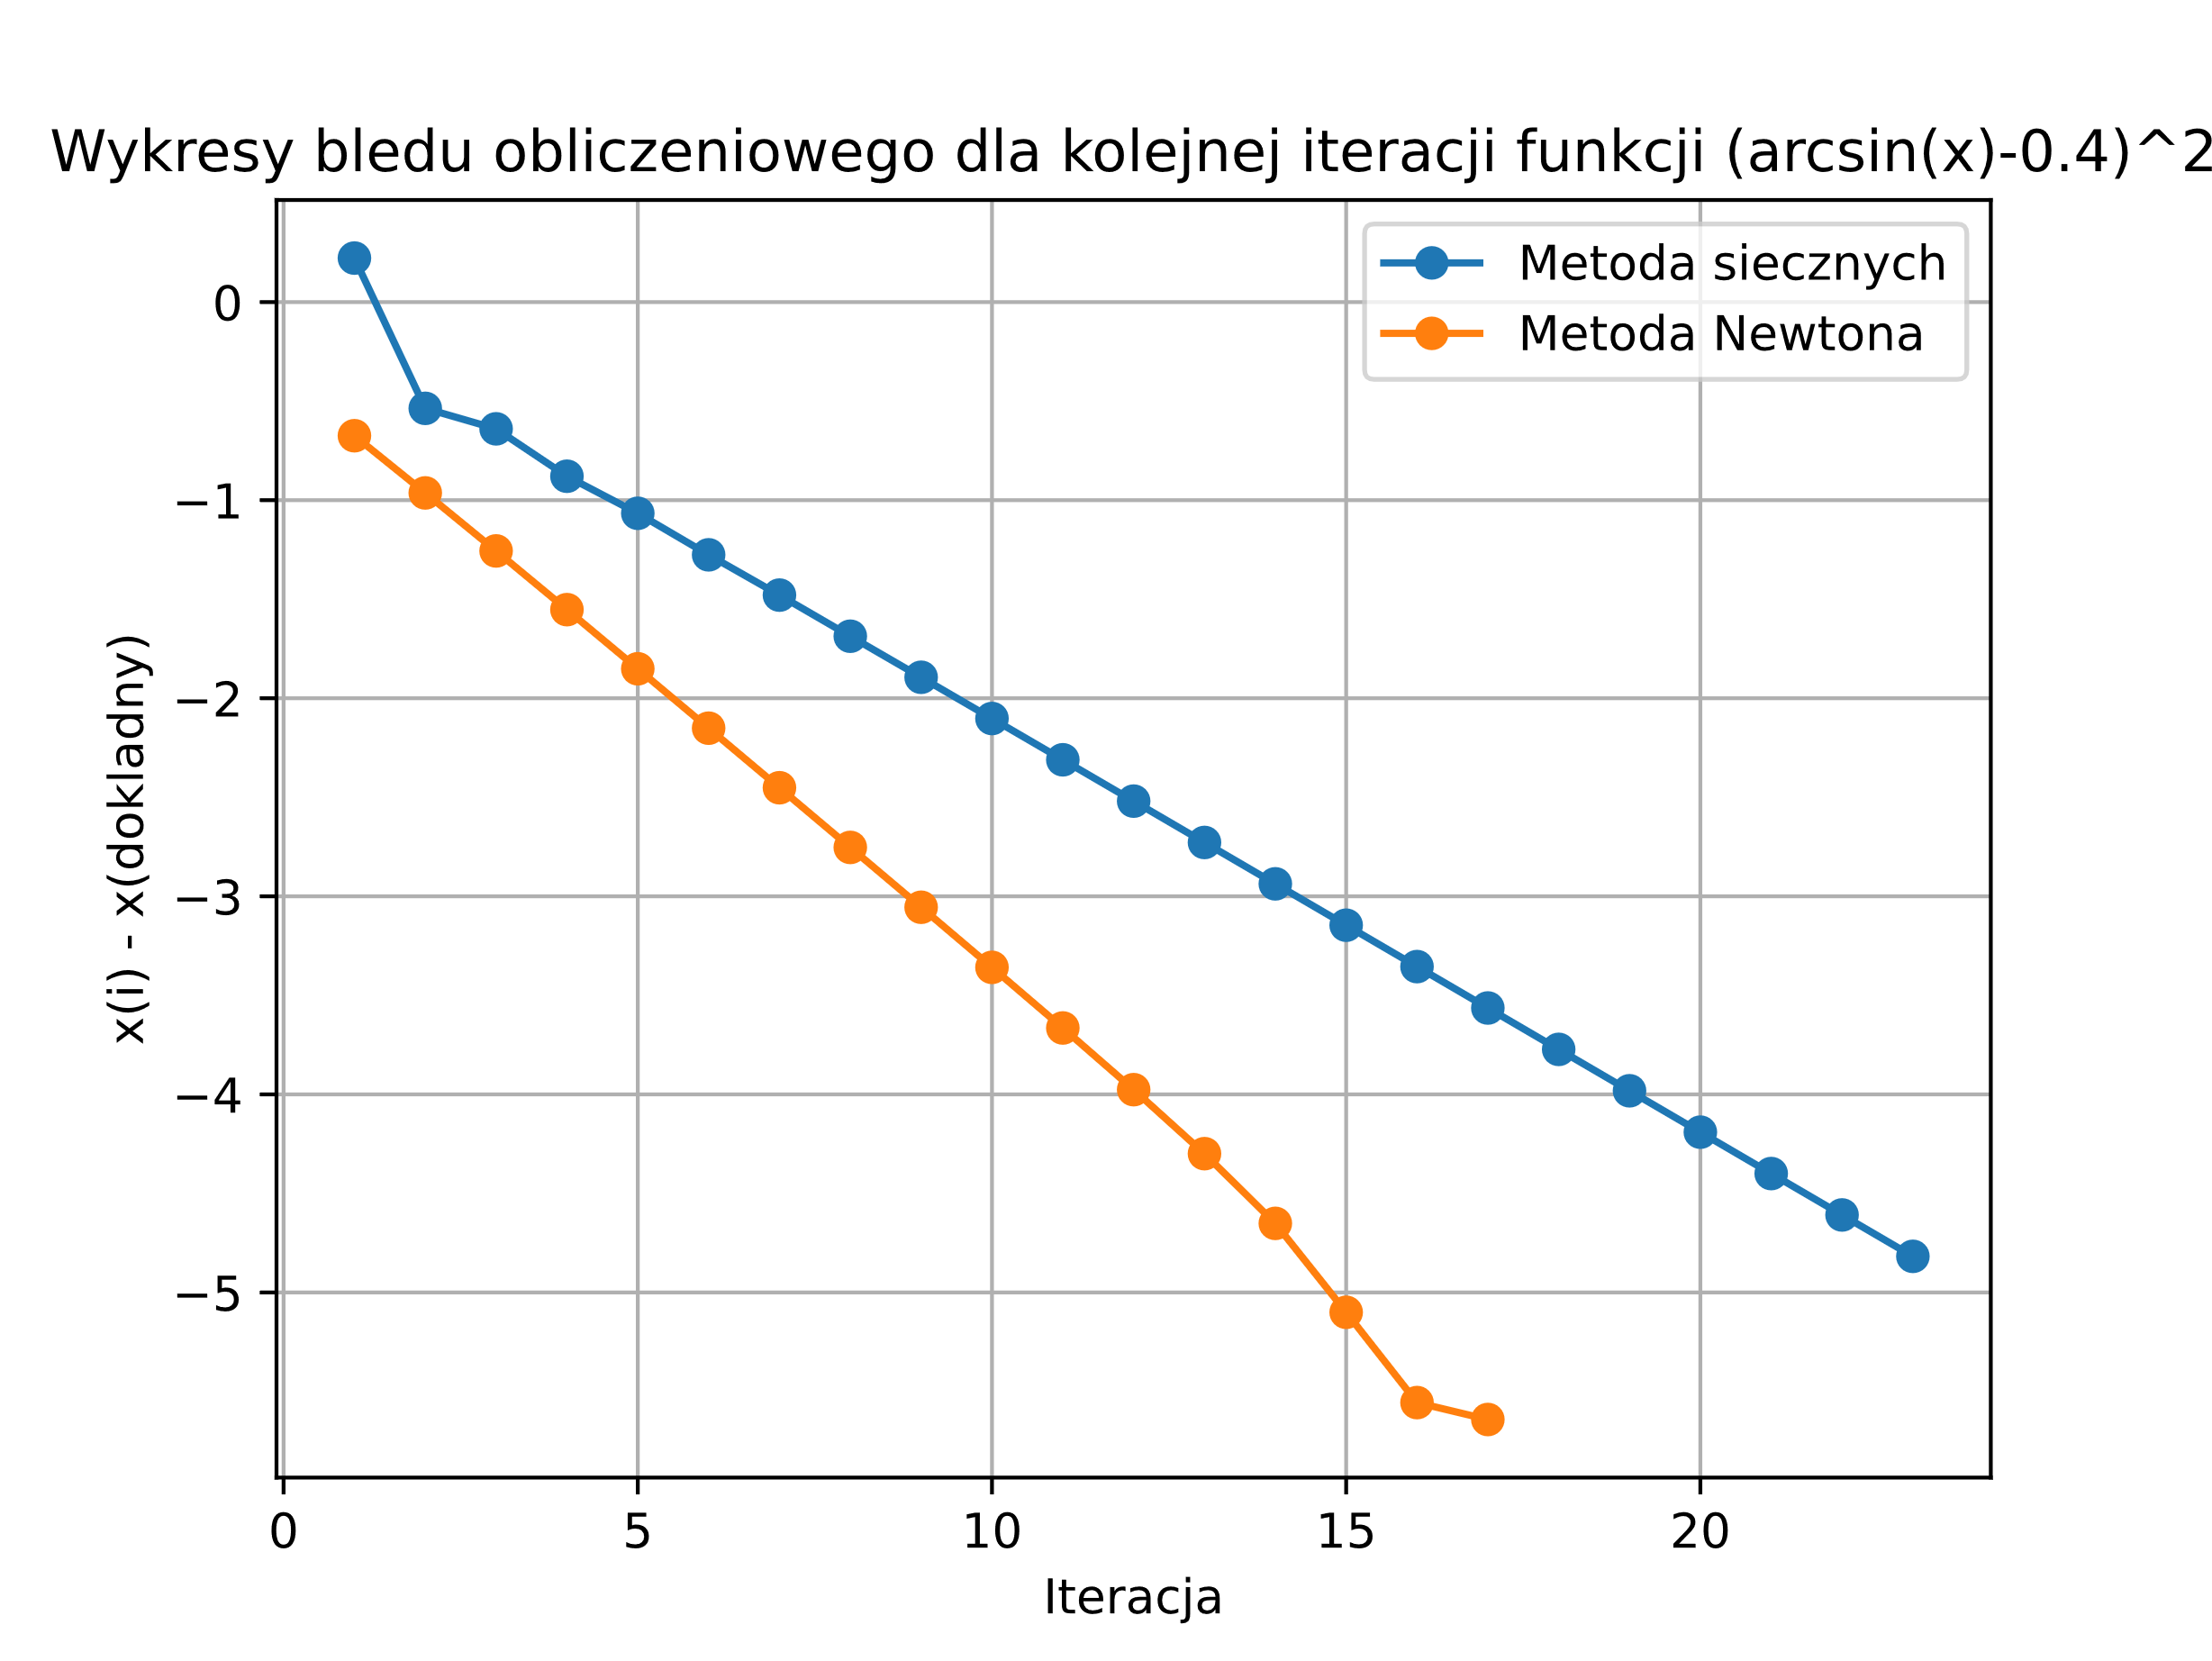 Wykresy bledu obliczeniowego dla kolejnej iteracji funkcji (arcsin(x)-0.4)^2
Metoda siecznych
Metoda Newtona
x(i) - x(dokladny)
0
−1
−2
−3
−4
−5
0 5 10 15 20
Iteracja